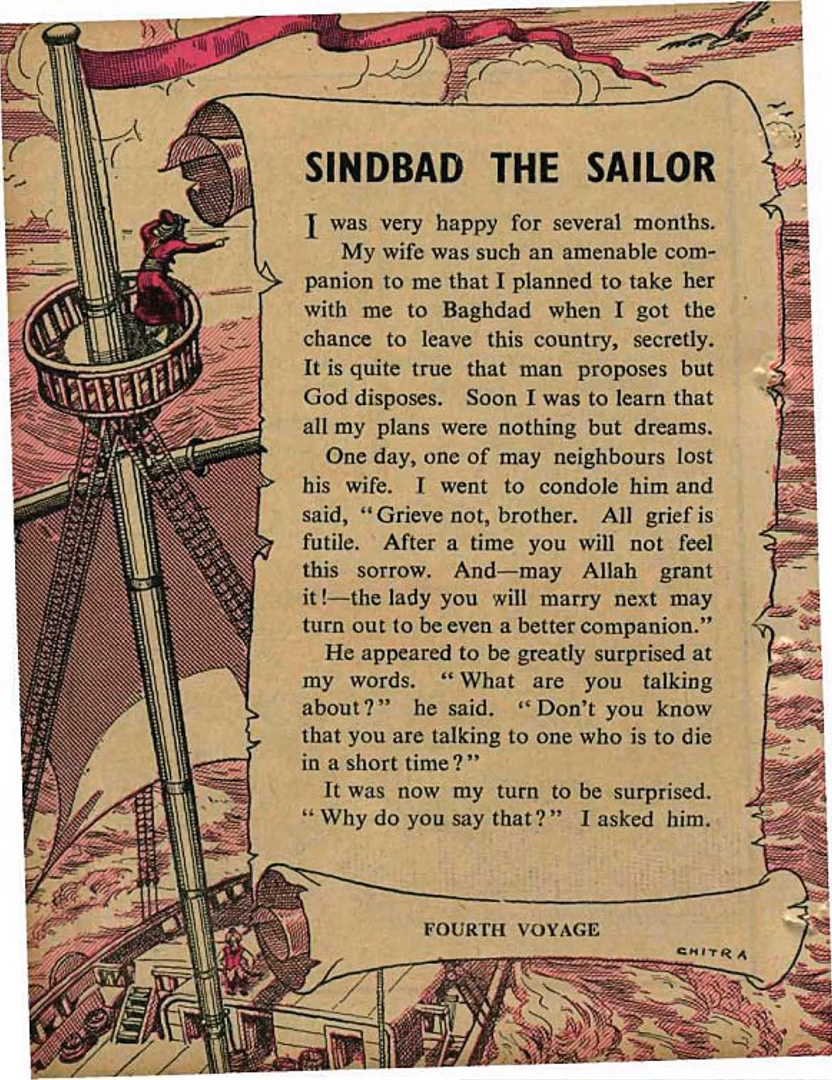 SINDBAD THE SAILOR
I was very happy for several months.
My wife was such an amenable com-
panion to me that I planned to take her
with me to Baghdad when I got the
chance to leave this country, secretly.
It is quite true that man proposes but
God disposes. Soon I was to learn that
all my plans were nothing but dreams.
One day, one of may neighbours lost
his wife. I went to condole him and
said, “Grieve not, brother. All grief is
futile. After a time you will not feel
this sorrow. And—may Allah grant
it!—the lady you will marry next may
turn out to be even a better companion.”
He appeared to be greatly surprised at
my words. “What are you talking
about?” he said. “Don’t you know
that you are talking to one who is to die
in a short time?”
It was now my turn to be surprised.
“Why do you say that?” I asked him.
FOURTH VOYAGE
CHITRA